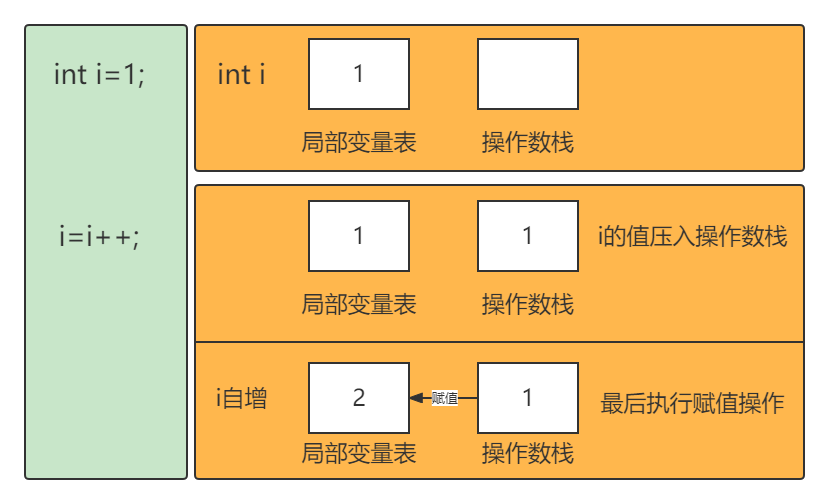 int i=1;
int i
1
局部变量表
操作数栈
i=i++;
1
1
i的值压入操作数栈
局部变量表
操作数栈
i自增
2
赋值
1
最后执行赋值操作
局部变量表
操作数栈